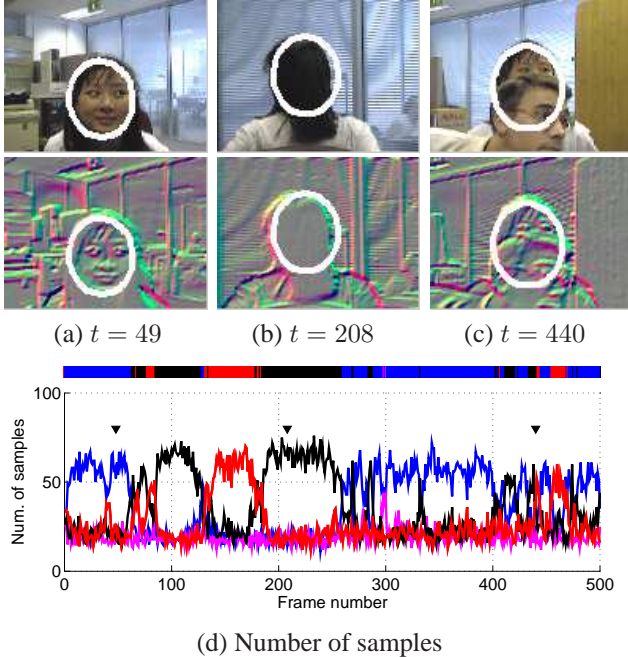 (a) t = 49 (b) t = 208 (c) t = 440
100
50
0
Num. of samples
0 100 200 300 400 500
Frame number
(d) Number of samples